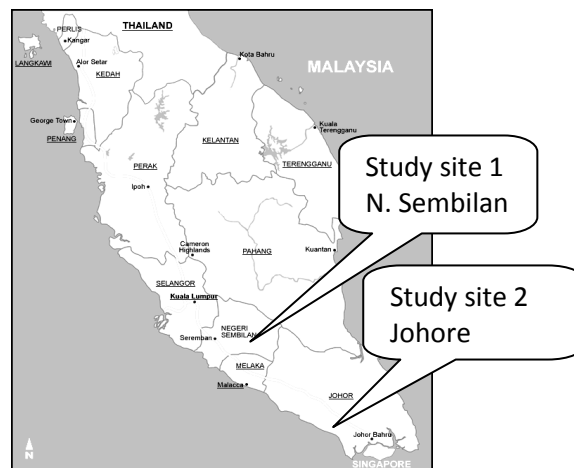 THAILAND
PERLIS
Kangar
LANGKAWI
Alor Setar
KEDAH
Kota Bahru
MALAYSIA
George Town
PENANG
Kuala
Terengganu
KELANTAN
TERENGGANU
PERAK
Ipoh
Study site 1
N. Sembilan
Cameron
Highlands
PAHANG
Kuantan
SELANGOR
Kuala Lumpur
Study site 2
Johore
NEGERI
SEMBILAN
Seremban
MELAKA
Malacca
JOHOR
Johor Bahru
N
SINGAPORE